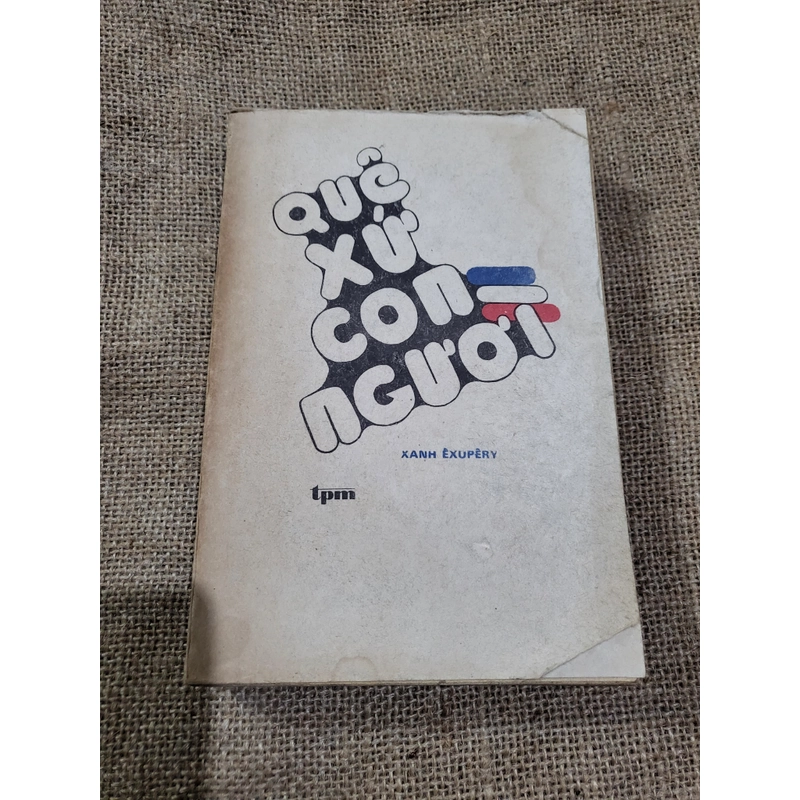 QUÊ
XỨ
CON
NGƯỜI
XANH ÊXUPÊRY
tpm